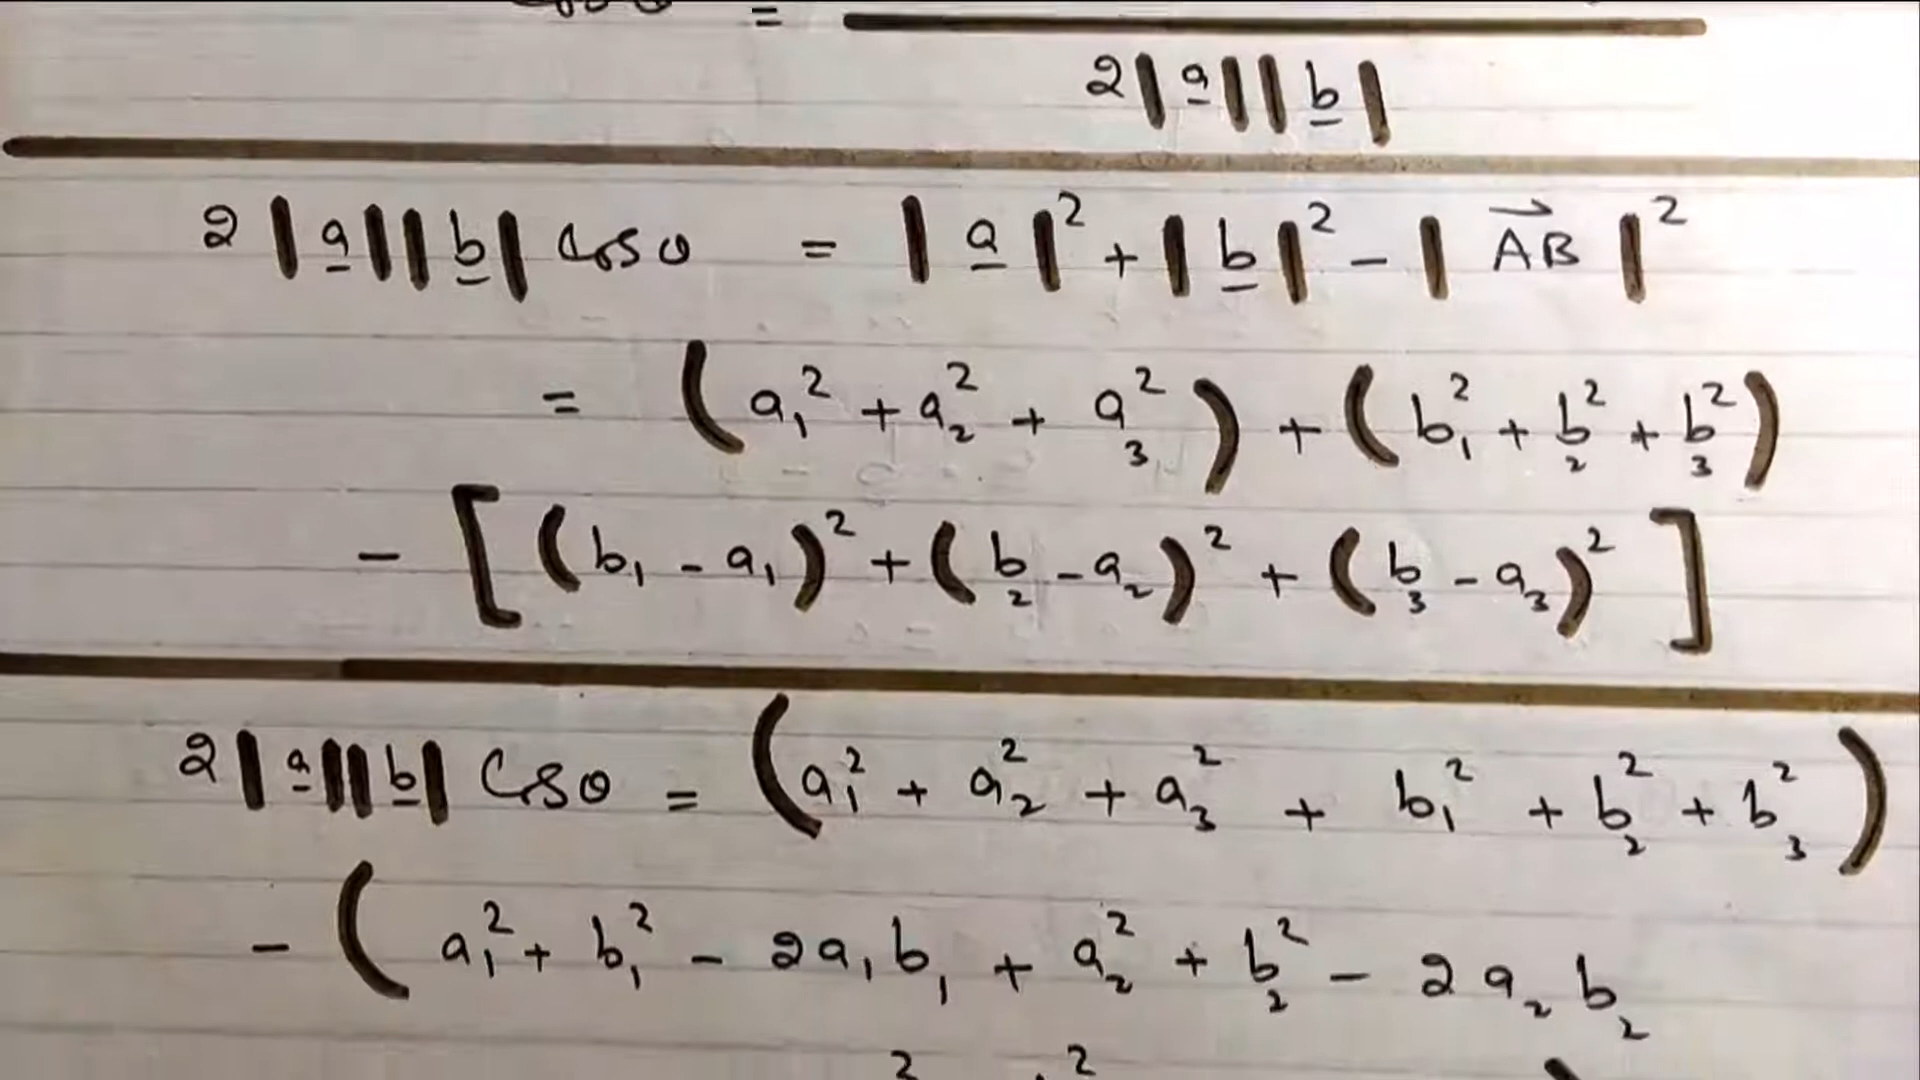 =
2|a||b|
2|a||b| cos θ = |a|² + |b|² - |AB|²
= (a₁² + a₂² + a₃²) + (b₁² + b₂² + b₃²)
- [(b₁ - a₁)² + (b₂ - a₂)² + (b₃ - a₃)²]
2|a||b| cos θ = (a₁² + a₂² + a₃² + b₁² + b₂² + b₃²)
- (a₁² + b₁² - 2a₁b₁ + a₂² + b₂² - 2a₂b₂